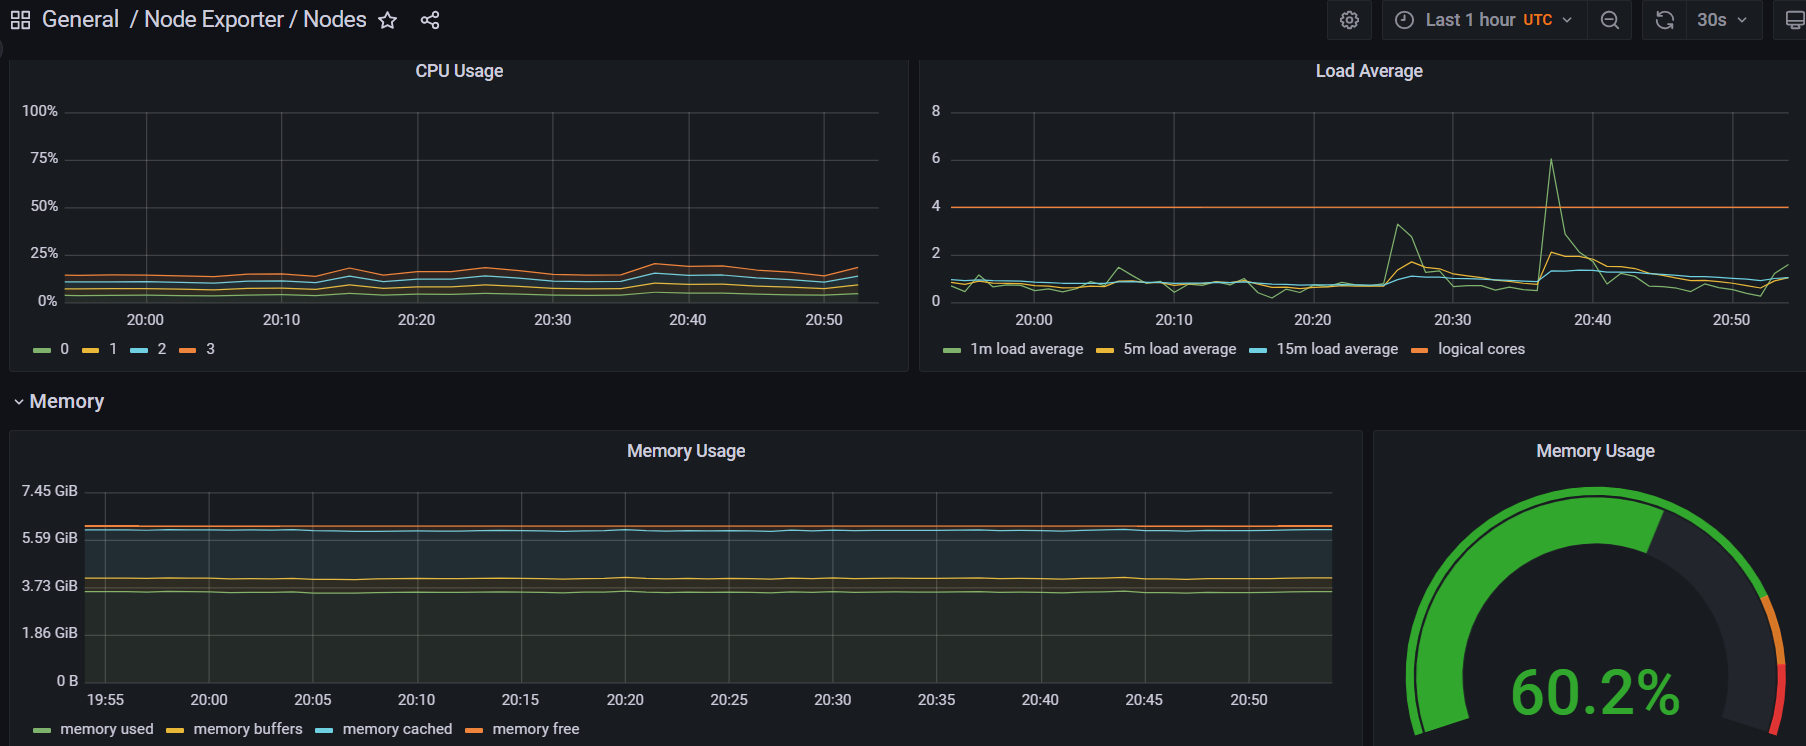 General / Node Exporter / Nodes
Last 1 hour UTC
30s
CPU Usage
100%
75%
50%
25%
0%
20:00 20:10 20:20 20:30 20:40 20:50
0 1 2 3
Load Average
8
6
4
2
0
20:00 20:10 20:20 20:30 20:40 20:50
1m load average 5m load average 15m load average logical cores
Memory
Memory Usage
7.45 GiB
5.59 GiB
3.73 GiB
1.86 GiB
0 B
19:55 20:00 20:05 20:10 20:15 20:20 20:25 20:30 20:35 20:40 20:45 20:50
memory used memory buffers memory cached memory free
Memory Usage
60.2%